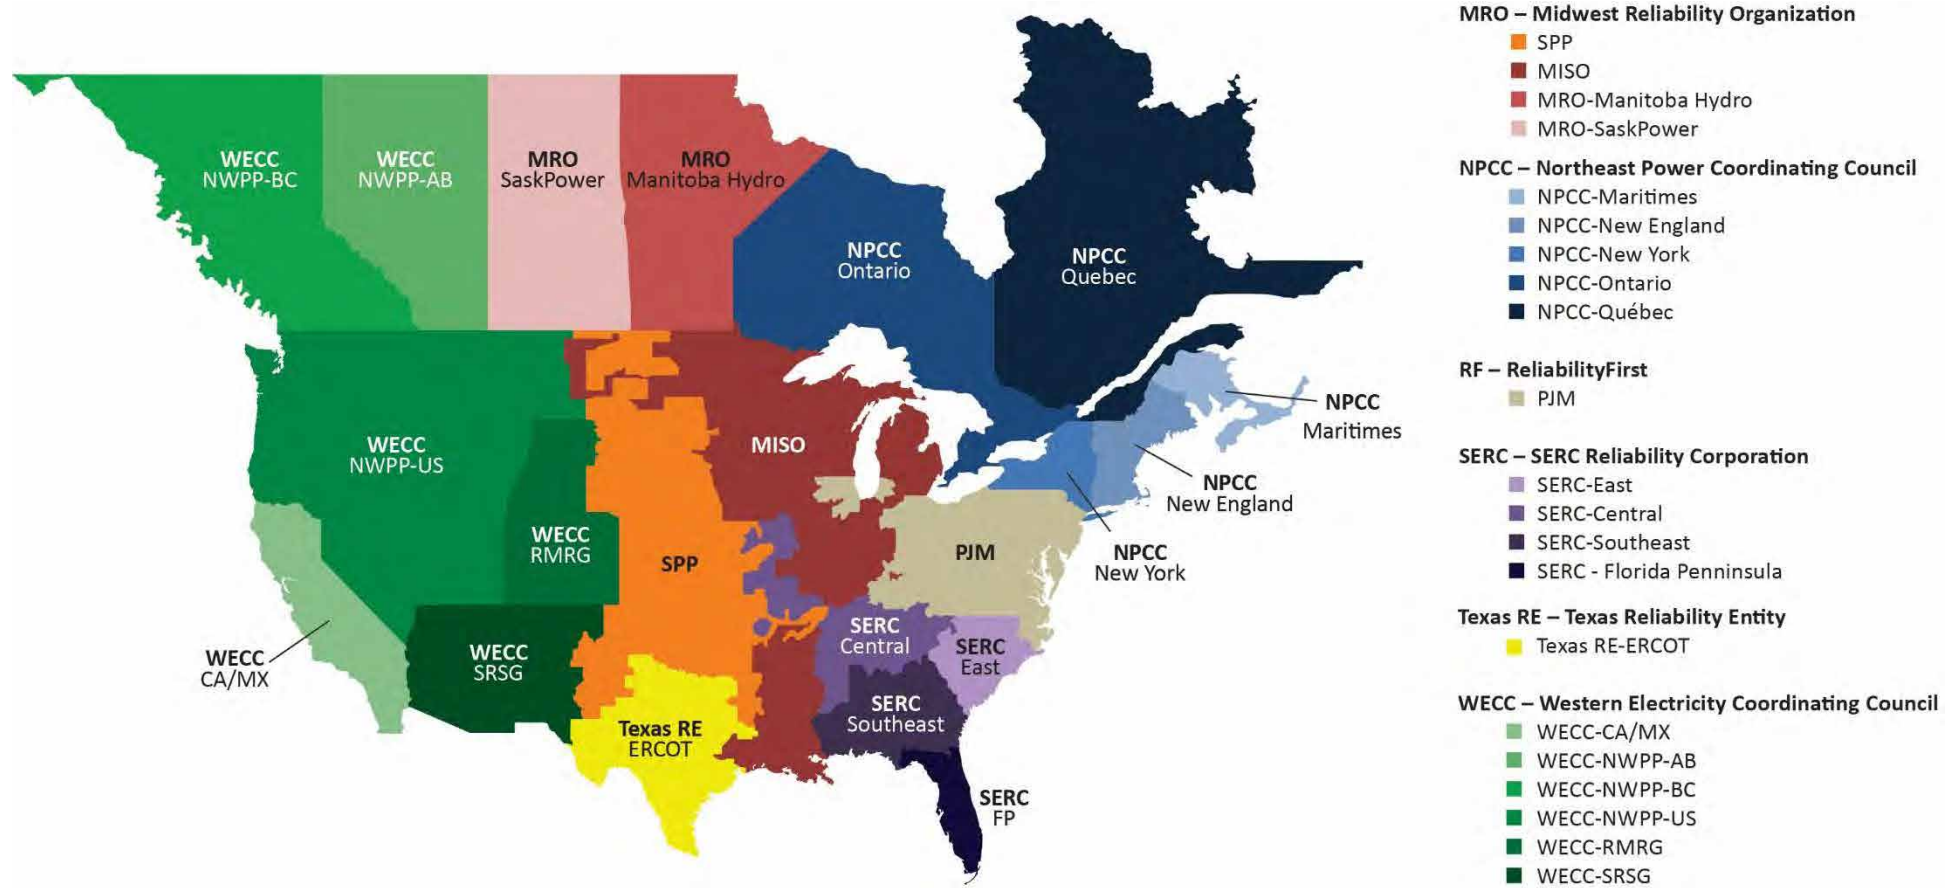 WECC
NWPP-BC
WECC
NWPP-AB
MRO
SaskPower
MRO
Manitoba Hydro
NPCC
Ontario
NPCC
Quebec
WECC
NWPP-US
MISO
NPCC
Maritimes
NPCC
New England
WECC
RMRG
SPP
PJM
NPCC
New York
WECC
CA/MX
WECC
SRSG
SERC
Central
SERC
East
Texas RE
ERCOT
SERC
Southeast
SERC
FP
MRO – Midwest Reliability Organization
SPP
MISO
MRO-Manitoba Hydro
MRO-SaskPower
NPCC – Northeast Power Coordinating Council
NPCC-Maritimes
NPCC-New England
NPCC-New York
NPCC-Ontario
NPCC-Québec
RF – ReliabilityFirst
PJM
SERC – SERC Reliability Corporation
SERC-East
SERC-Central
SERC-Southeast
SERC - Florida Penninsula
Texas RE – Texas Reliability Entity
Texas RE-ERCOT
WECC – Western Electricity Coordinating Council
WECC-CA/MX
WECC-NWPP-AB
WECC-NWPP-BC
WECC-NWPP-US
WECC-RMRG
WECC-SRSG